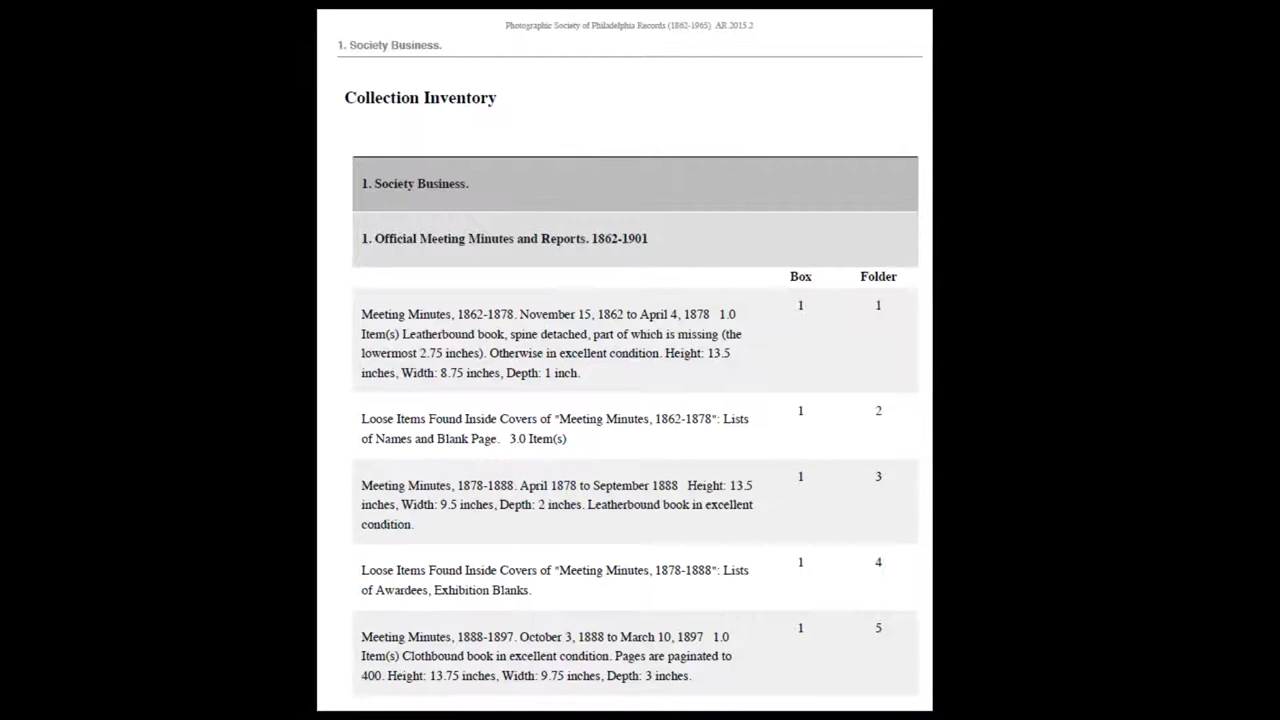 Photographic Society of Philadelphia Records (1862-1965) AR 2015.2
1. Society Business.
Collection Inventory
1. Society Business.
1. Official Meeting Minutes and Reports. 1862-1901
Box Folder
Meeting Minutes, 1862-1878. November 15, 1862 to April 4, 1878 1.0 1 1
Item(s) Leatherbound book, spine detached, part of which is missing (the
lowermost 2.75 inches). Otherwise in excellent condition. Height: 13.5
inches, Width: 8.75 inches, Depth: 1 inch.
Loose Items Found Inside Covers of "Meeting Minutes, 1862-1878": Lists 1 2
of Names and Blank Page. 3.0 Item(s)
Meeting Minutes, 1878-1888. April 1878 to September 1888 Height: 13.5 1 3
inches, Width: 9.5 inches, Depth: 2 inches. Leatherbound book in excellent
condition.
Loose Items Found Inside Covers of "Meeting Minutes, 1878-1888": Lists 1 4
of Awardees, Exhibition Blanks.
Meeting Minutes, 1888-1897. October 3, 1888 to March 10, 1897 1.0 1 5
Item(s) Clothbound book in excellent condition. Pages are paginated to
400. Height: 13.75 inches, Width: 9.75 inches, Depth: 3 inches.